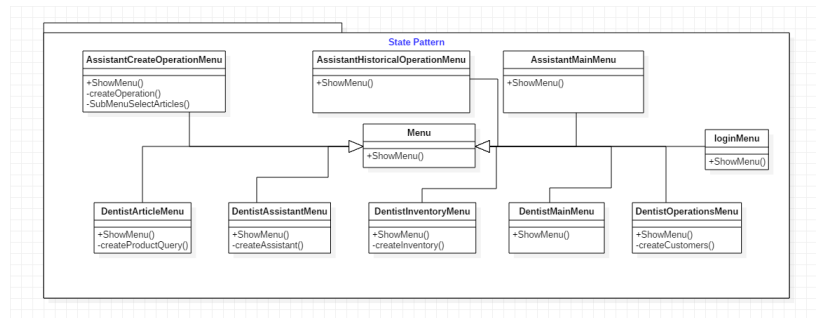 State Pattern
AssistantCreateOperationMenu
+ShowMenu()
-createOperation()
-SubMenuSelectArticles()
AssistantHistoricalOperationMenu
+ShowMenu()
AssistantMainMenu
+ShowMenu()
Menu
+ShowMenu()
loginMenu
+ShowMenu()
DentistArticleMenu
+ShowMenu()
-createProductQuery()
DentistAssistantMenu
+ShowMenu()
-createAssistant()
DentistInventoryMenu
+ShowMenu()
-createInventory()
DentistMainMenu
+ShowMenu()
DentistOperationsMenu
+ShowMenu()
-createCustomers()